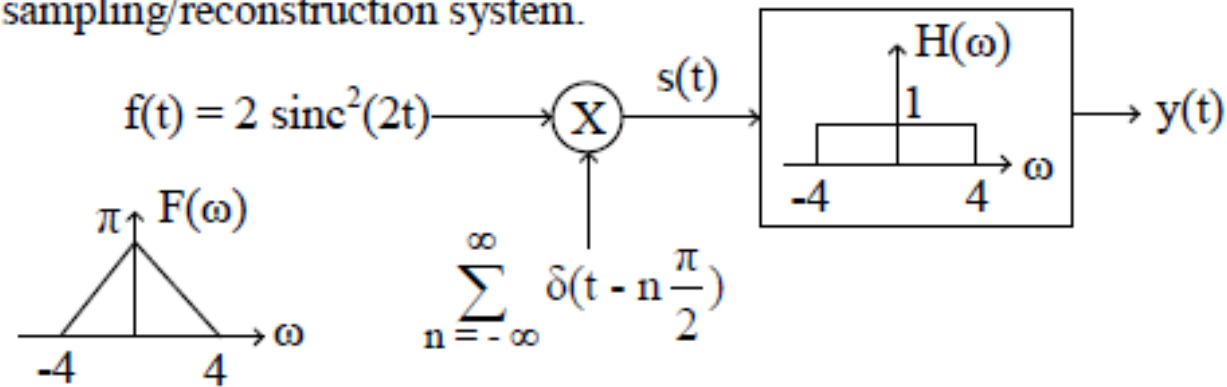 sampling/reconstruction system.
H(ω)
s(t)
f(t) = 2 sinc²(2t)
X
1
y(t)
ω
-4 4
π F(ω)
∞
∑ δ(t - n π/2)
n = - ∞
ω
-4 4